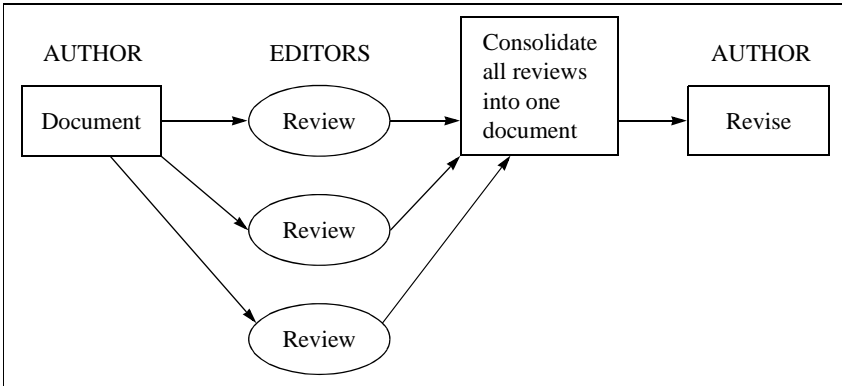 AUTHOR
EDITORS
Consolidate
all reviews
into one
document
AUTHOR
Document
Review
Revise
Review
Review